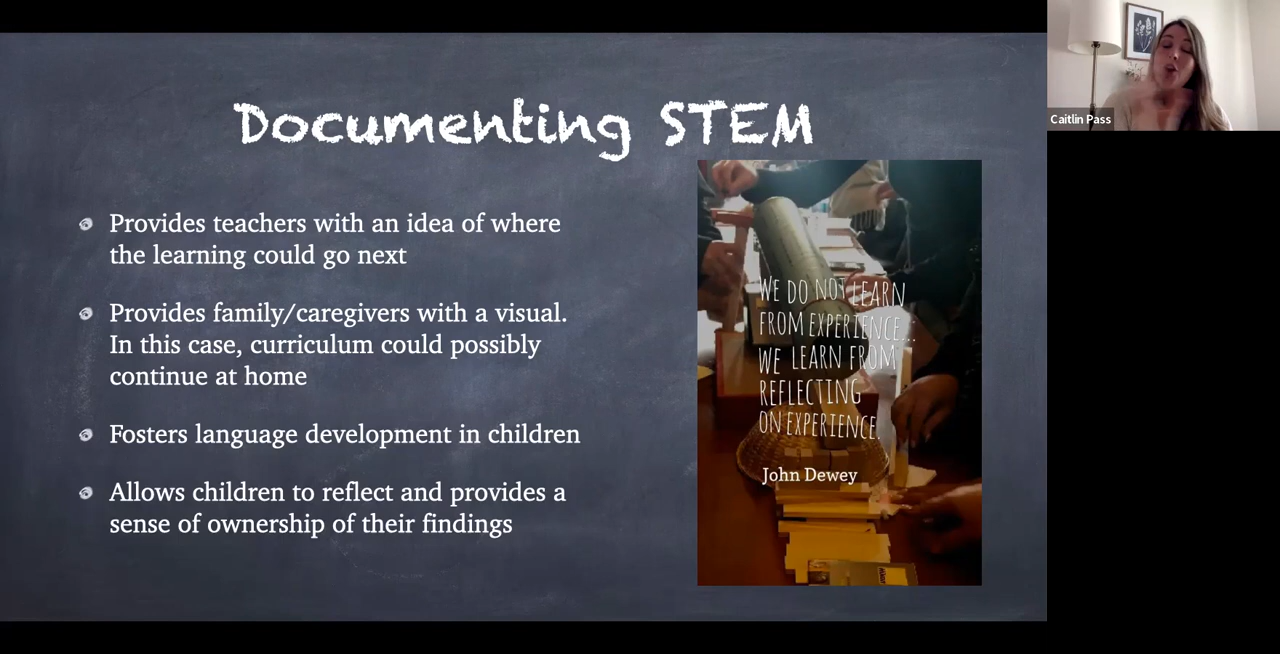 Documenting STEM
Provides teachers with an idea of where
the learning could go next
Provides family/caregivers with a visual.
In this case, curriculum could possibly
continue at home
Fosters language development in children
Allows children to reflect and provides a
sense of ownership of their findings
WE DO NOT LEARN
FROM EXPERIENCE...
WE LEARN FROM
REFLECTING
ON EXPERIENCE.
John Dewey
Caitlin Pass